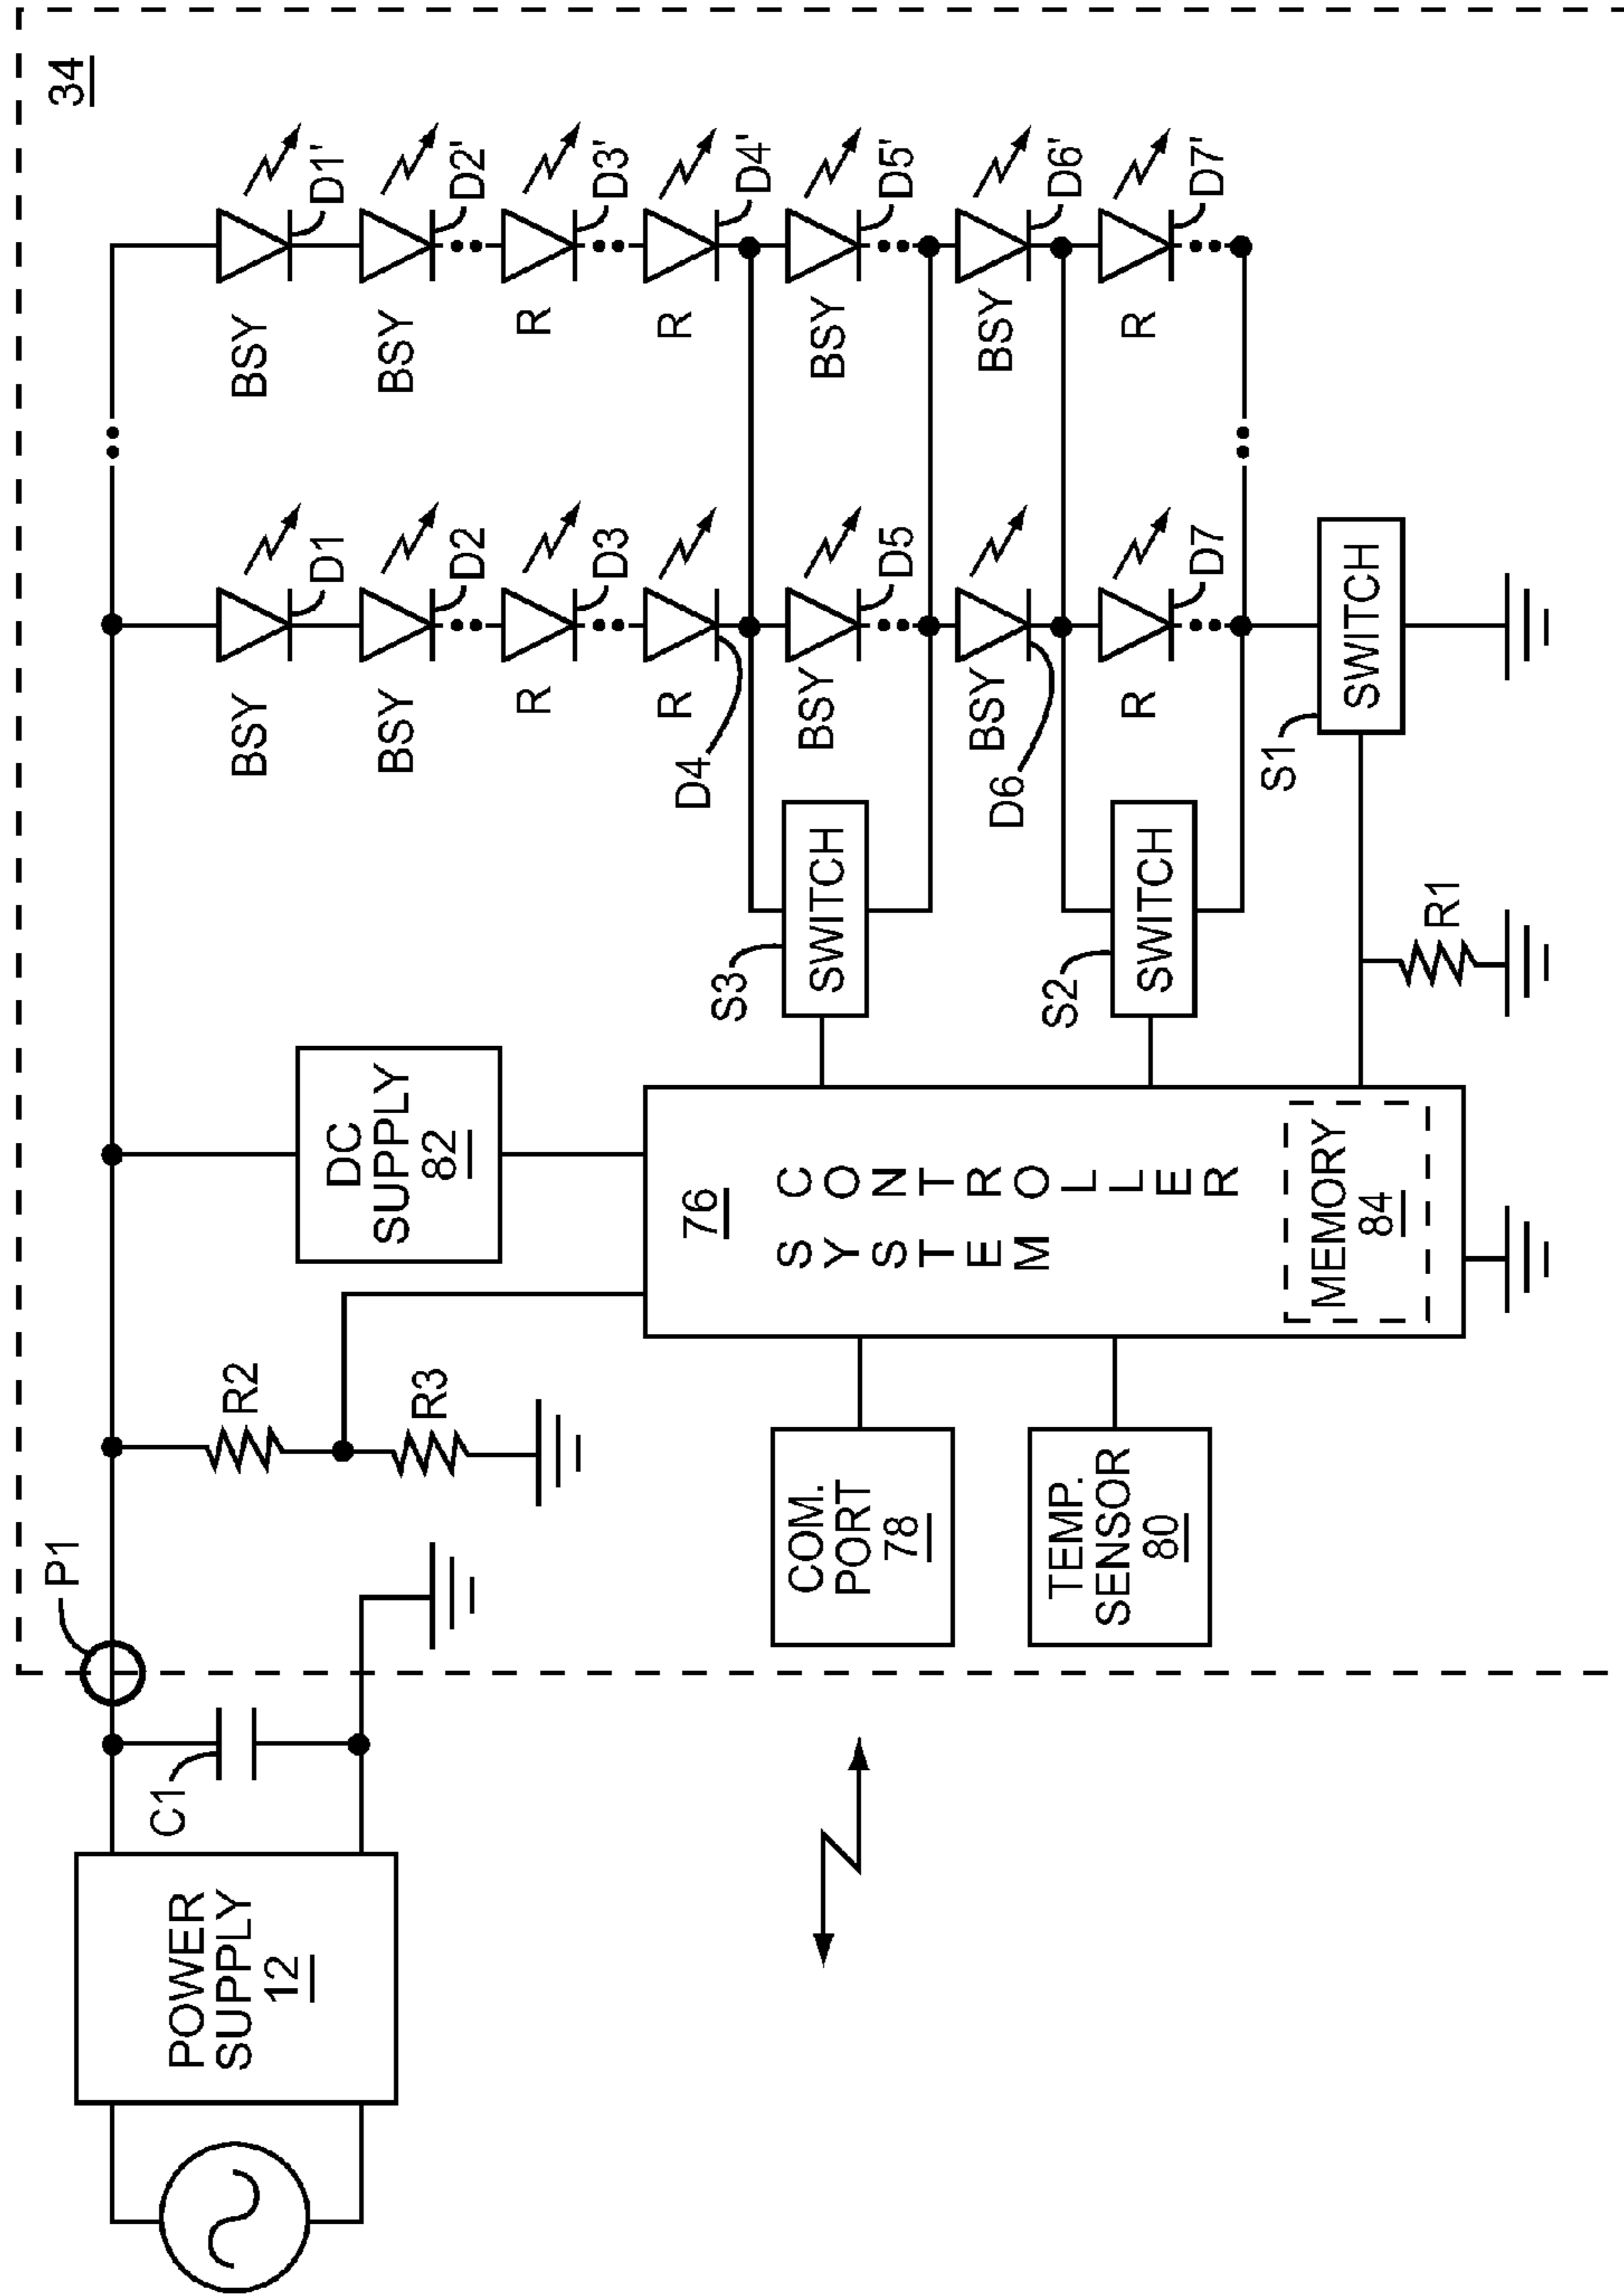 34
P1
C1
POWER
SUPPLY
12
R2
R3
DC
SUPPLY
82
BSY
D1
BSY
D1'
BSY
D2
BSY
D2'
R
D3
R
D3'
R
D4
R
D4'
BSY
D5
BSY
D5'
BSY
D6
BSY
D6'
R
D7
R
D7'
S3
SWITCH
S2
SWITCH
S1
SWITCH
R1
76
SYSTEM
CONTROLLER
MEMORY
84
COM.
PORT
78
TEMP.
SENSOR
80